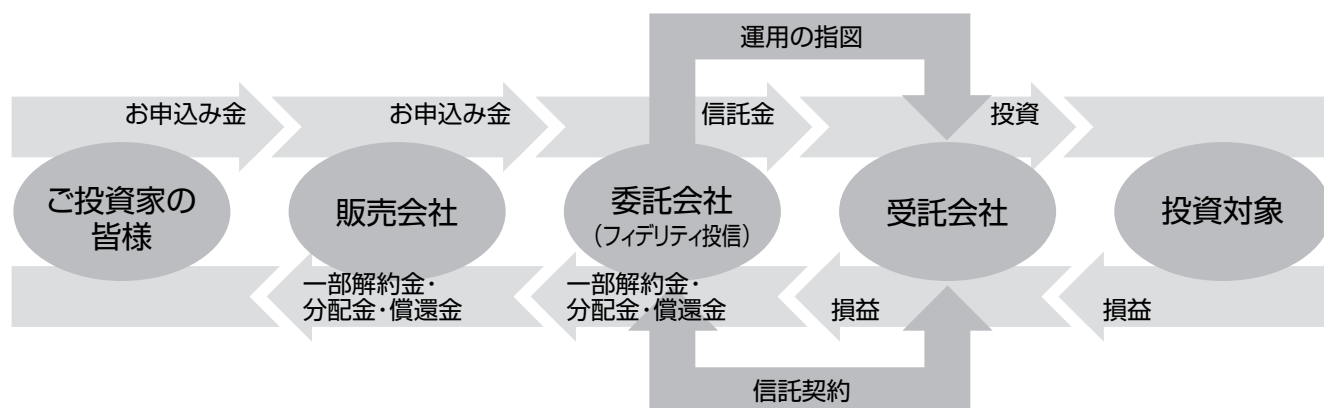 運用の指図
お申込み金
お申込み金
信託金
投資
ご投資家の
皆様
販売会社
委託会社
(フィデリティ投信)
受託会社
投資対象
一部解約金・
分配金・償還金
一部解約金・
分配金・償還金
損益
損益
信託契約